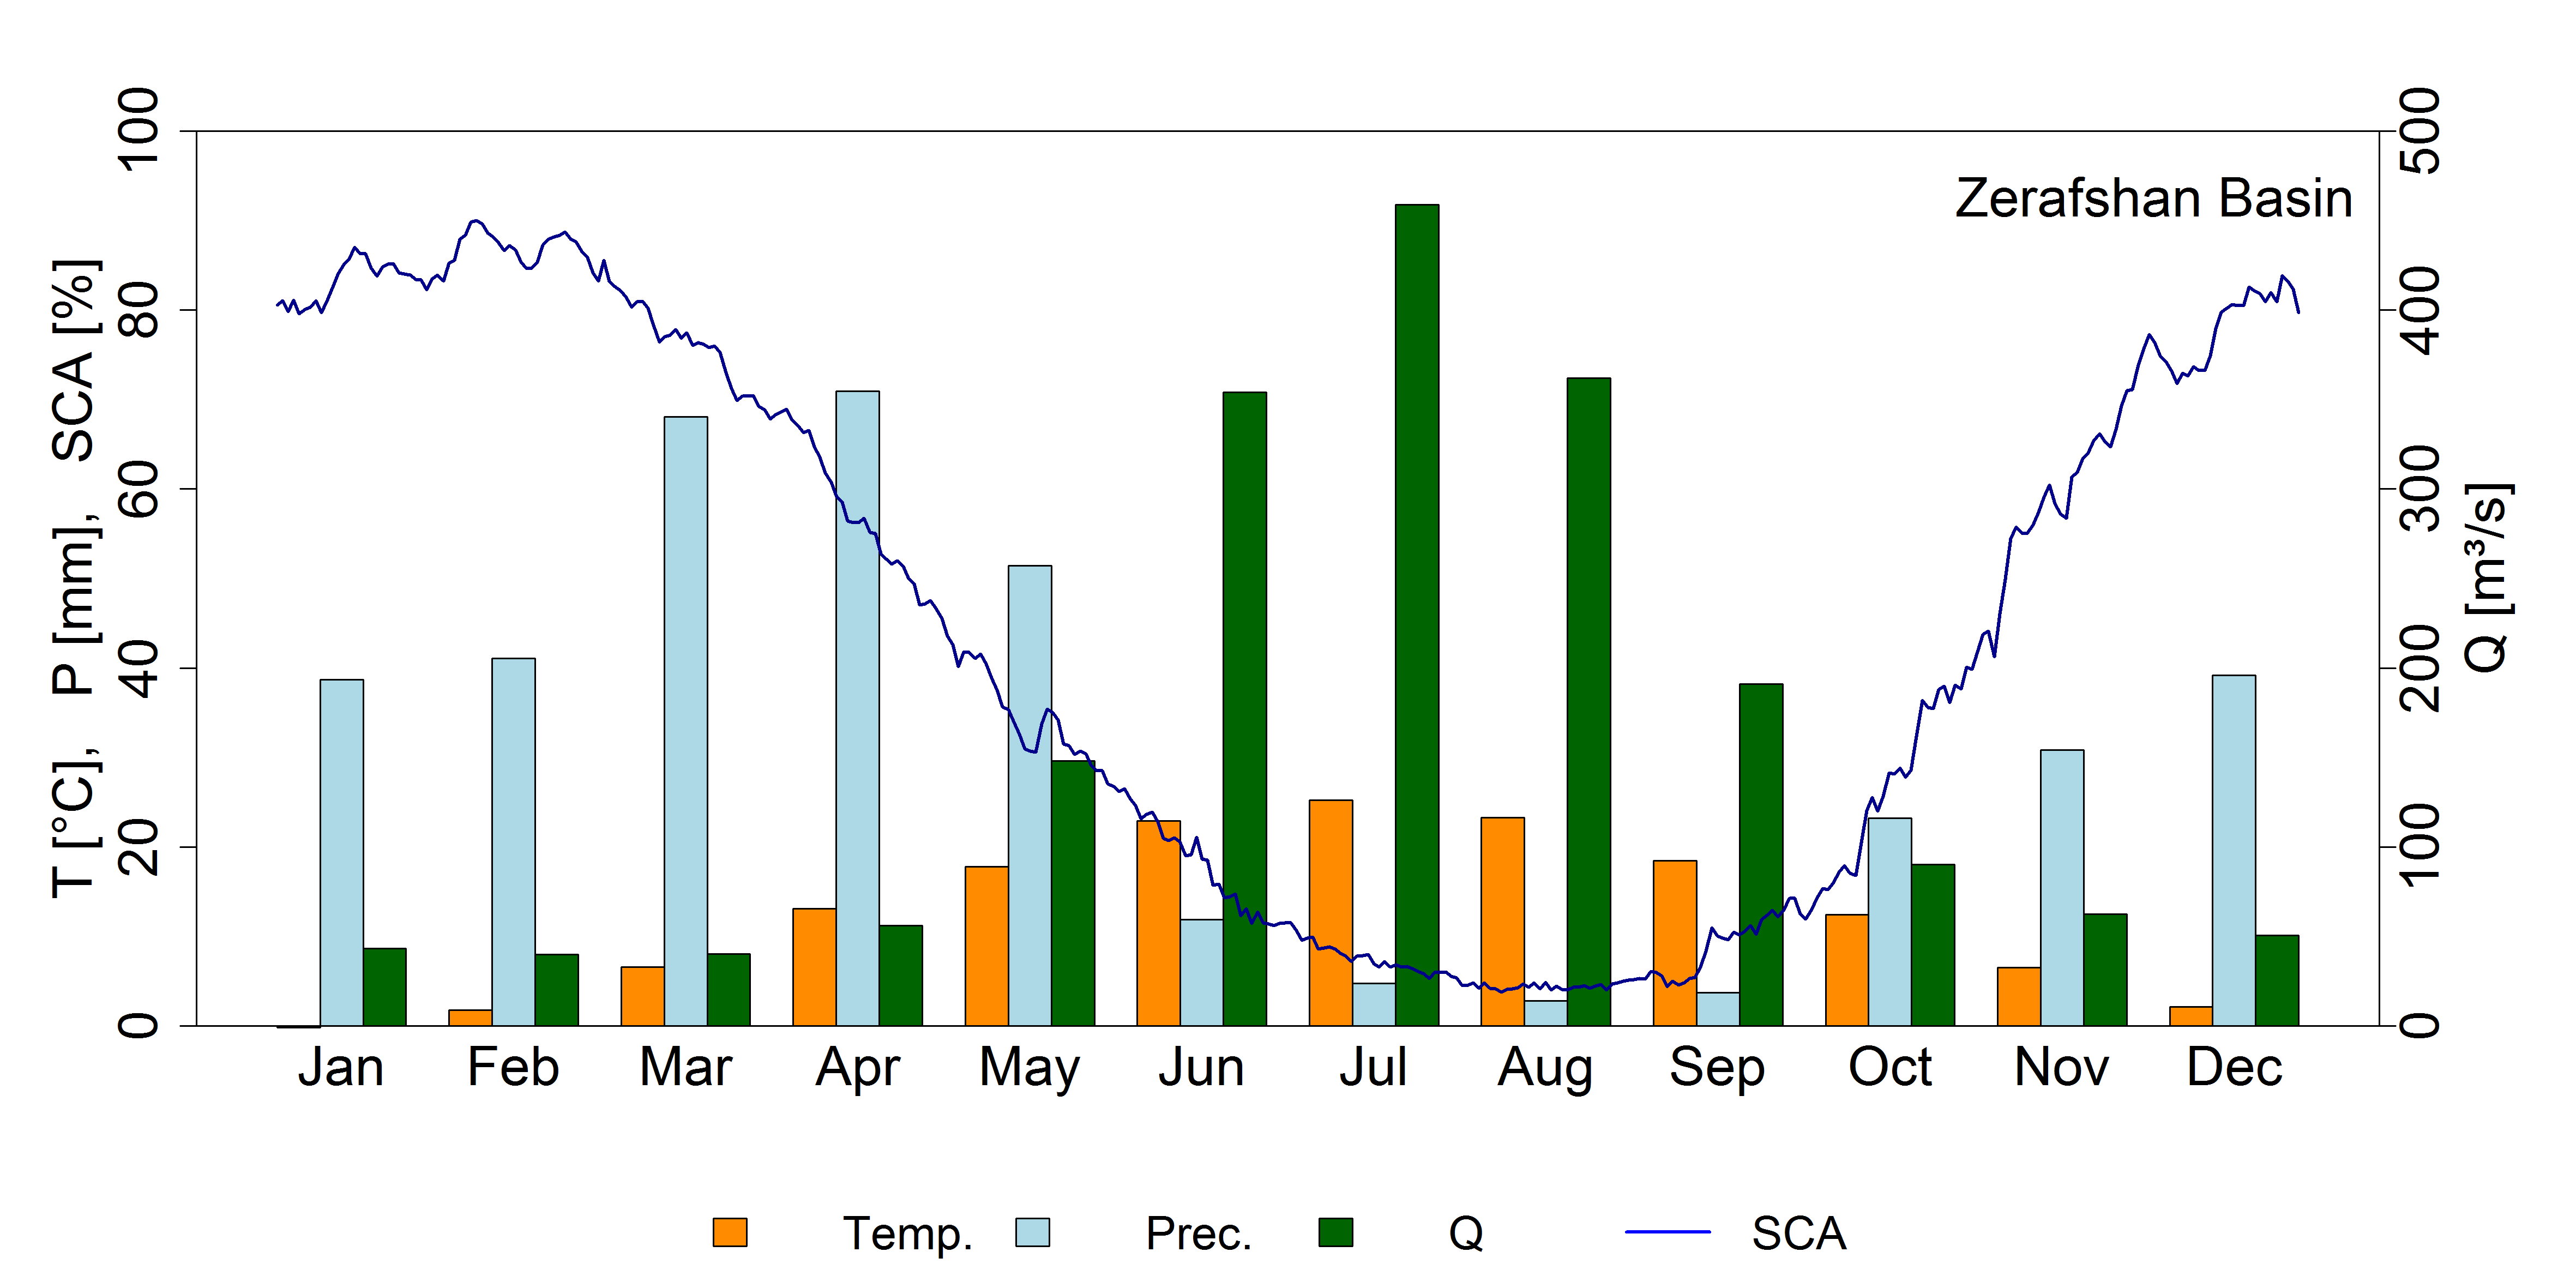 Zerafshan Basin
T [°C], P [mm], SCA [%]
0 20 40 60 80 100
Q [m³/s]
0 100 200 300 400 500
Jan Feb Mar Apr May Jun Jul Aug Sep Oct Nov Dec
Temp. Prec. Q SCA